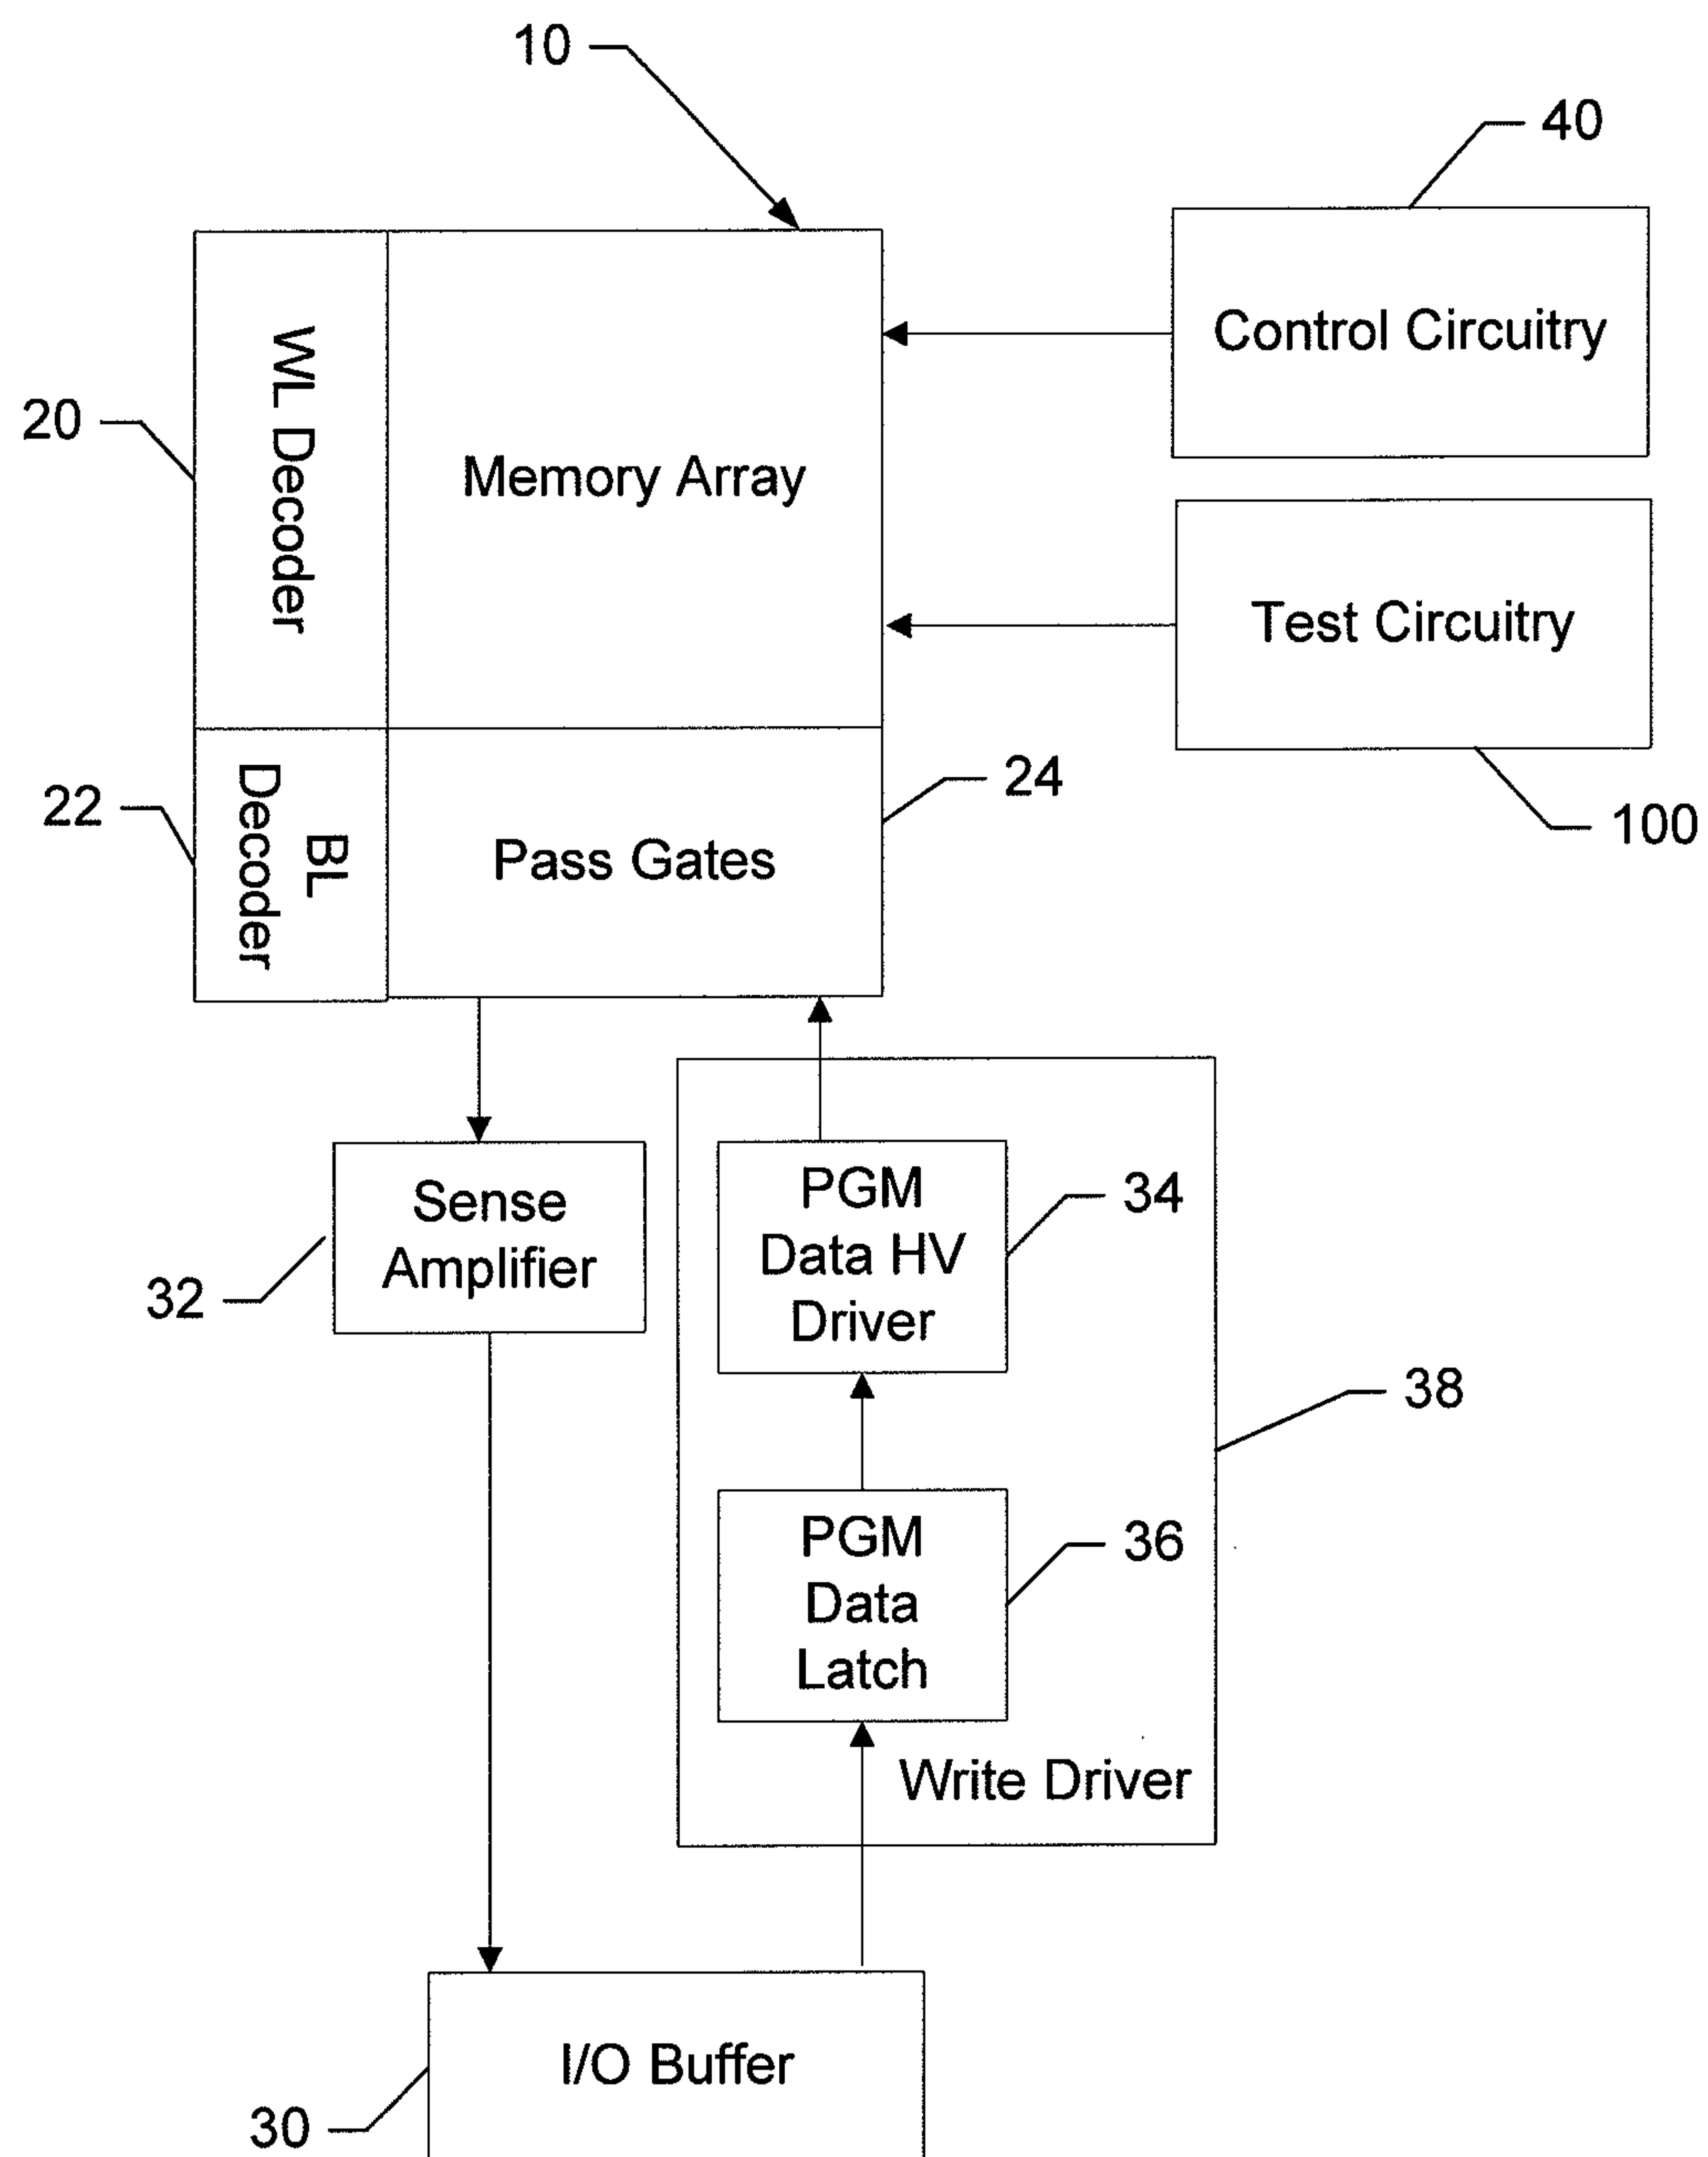 10
40
Control Circuitry
WL Decoder
20
Memory Array
Test Circuitry
100
24
22
BL
Decoder
Pass Gates
Sense
Amplifier
32
PGM
Data HV
Driver
34
38
PGM
Data
Latch
36
Write Driver
I/O Buffer
30